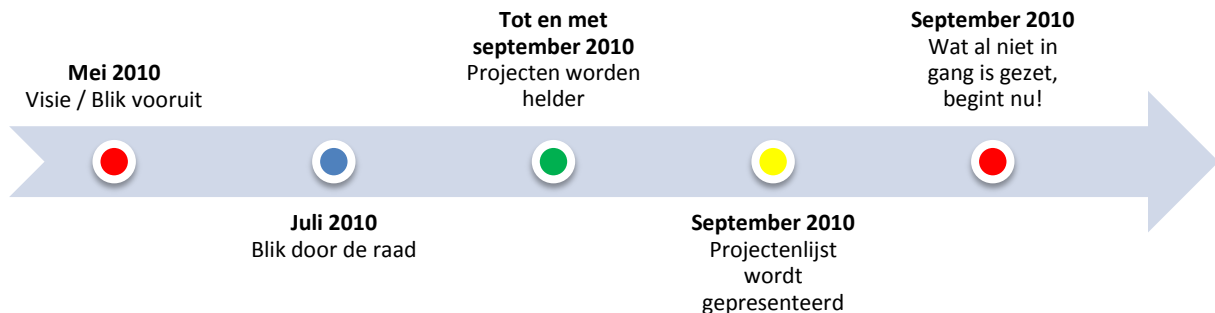 Mei 2010
Visie / Blik vooruit
Juli 2010
Blik door de raad
Tot en met
september 2010
Projecten worden
helder
September 2010
Projectenlijst
wordt
gepresenteerd
September 2010
Wat al niet in
gang is gezet,
begint nu!